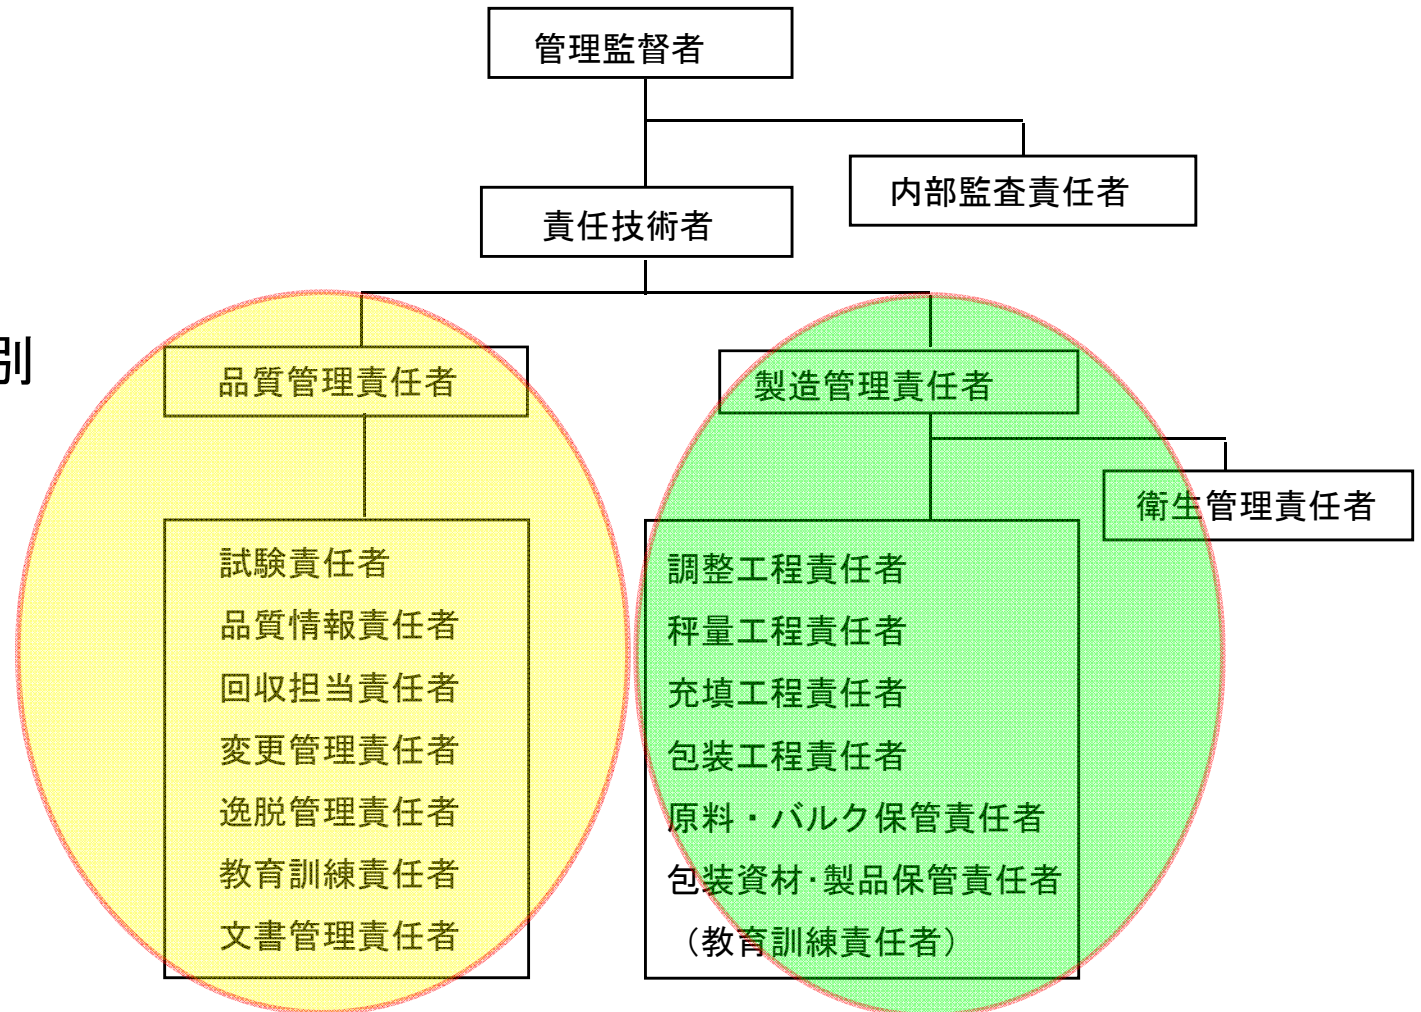 管理監督者
内部監査責任者
責任技術者
別
品質管理責任者
製造管理責任者
衛生管理責任者
試験責任者
品質情報責任者
回収担当責任者
変更管理責任者
逸脱管理責任者
教育訓練責任者
文書管理責任者
調整工程責任者
秤量工程責任者
充填工程責任者
包装工程責任者
原料・バルク保管責任者
包装資材・製品保管責任者
（教育訓練責任者）